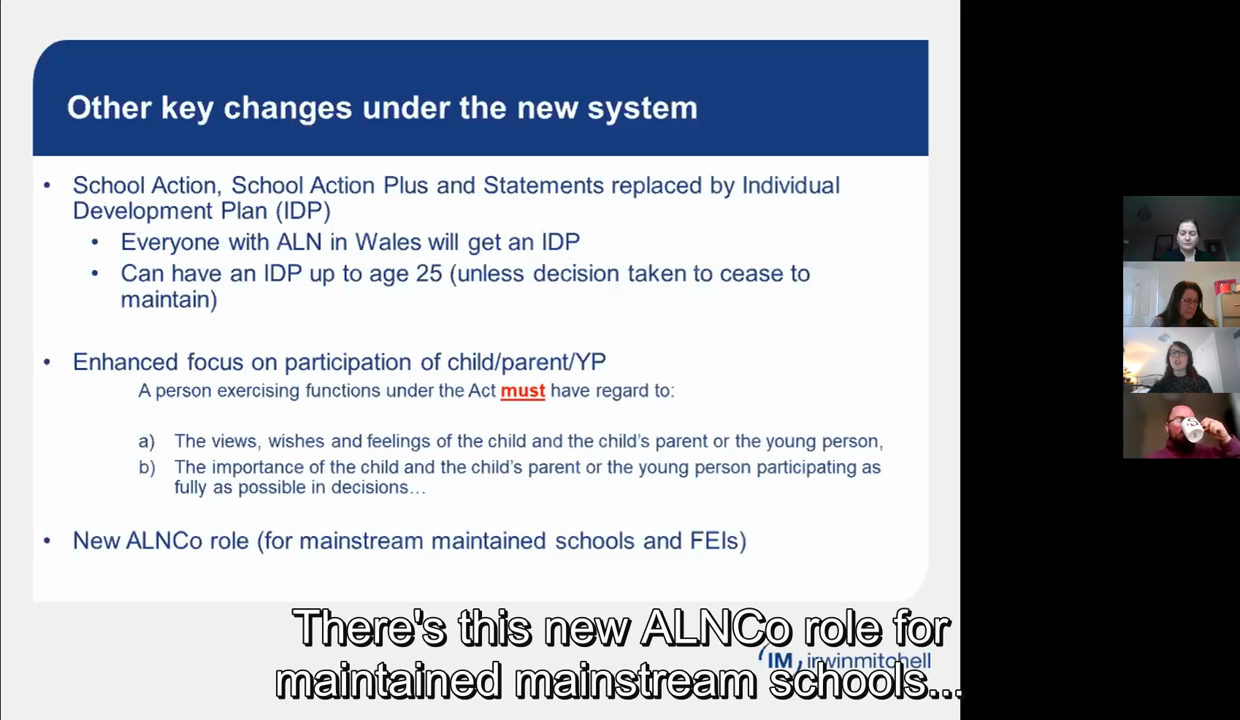 Other key changes under the new system
• School Action, School Action Plus and Statements replaced by Individual
Development Plan (IDP)
• Everyone with ALN in Wales will get an IDP
• Can have an IDP up to age 25 (unless decision taken to cease to
maintain)
• Enhanced focus on participation of child/parent/YP
A person exercising functions under the Act must have regard to:
a) The views, wishes and feelings of the child and the child's parent or the young person,
b) The importance of the child and the child's parent or the young person participating as
fully as possible in decisions…
• New ALNCo role (for mainstream maintained schools and FEIs)
There's this new ALNCo role for
maintained mainstream schools...
IM irwinmitchell